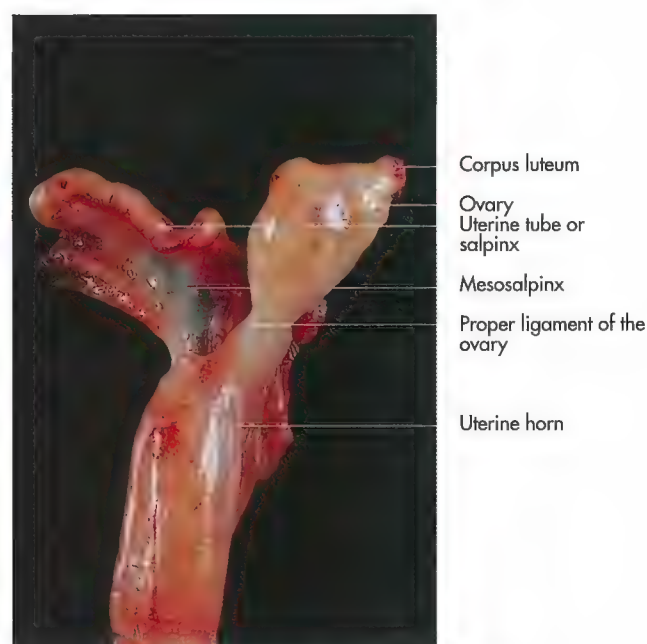 Corpus luteum
Ovary
Uterine tube or
salpinx
Mesosalpinx
Proper ligament of the
ovary
Uterine horn